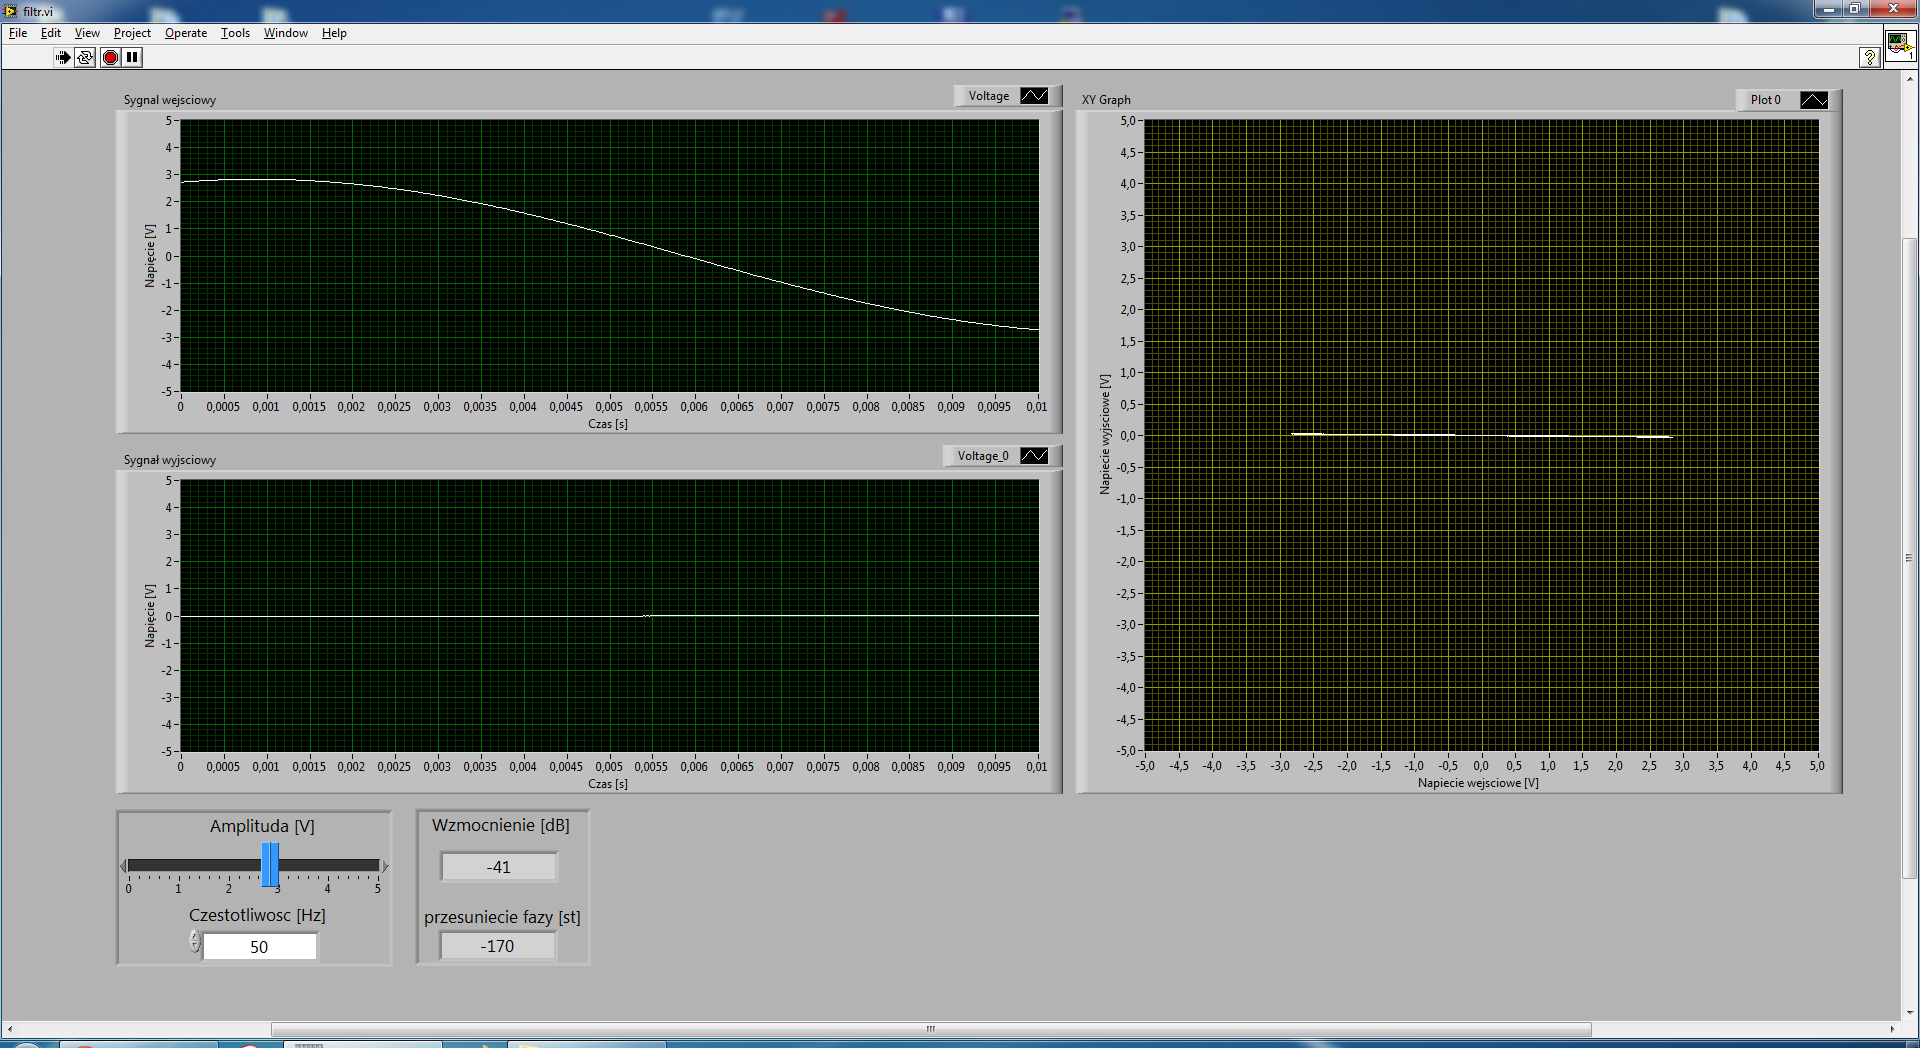 filtr.vi
File Edit View Project Operate Tools Window Help
?
1
Sygnal wejsciowy
Voltage
5
4
3
2
1
0
-1
-2
-3
-4
-5
Napięcie [V]
0 0,0005 0,001 0,0015 0,002 0,0025 0,003 0,0035 0,004 0,0045 0,005 0,0055 0,006 0,0065 0,007 0,0075 0,008 0,0085 0,009 0,0095 0,01
Czas [s]
Sygnał wyjsciowy
Voltage_0
5
4
3
2
1
0
-1
-2
-3
-4
-5
Napięcie [V]
0 0,0005 0,001 0,0015 0,002 0,0025 0,003 0,0035 0,004 0,0045 0,005 0,0055 0,006 0,0065 0,007 0,0075 0,008 0,0085 0,009 0,0095 0,01
Czas [s]
XY Graph
Plot 0
5,0
4,5
4,0
3,5
3,0
2,5
2,0
1,5
1,0
0,5
0,0
-0,5
-1,0
-1,5
-2,0
-2,5
-3,0
-3,5
-4,0
-4,5
-5,0
Napiecie wyjsciowe [V]
-5,0 -4,5 -4,0 -3,5 -3,0 -2,5 -2,0 -1,5 -1,0 -0,5 0,0 0,5 1,0 1,5 2,0 2,5 3,0 3,5 4,0 4,5 5,0
Napiecie wejsciowe [V]
Amplituda [V]
0 1 2 3 4 5
Czestotliwosc [Hz]
50
Wzmocnienie [dB]
-41
przesuniecie fazy [st]
-170